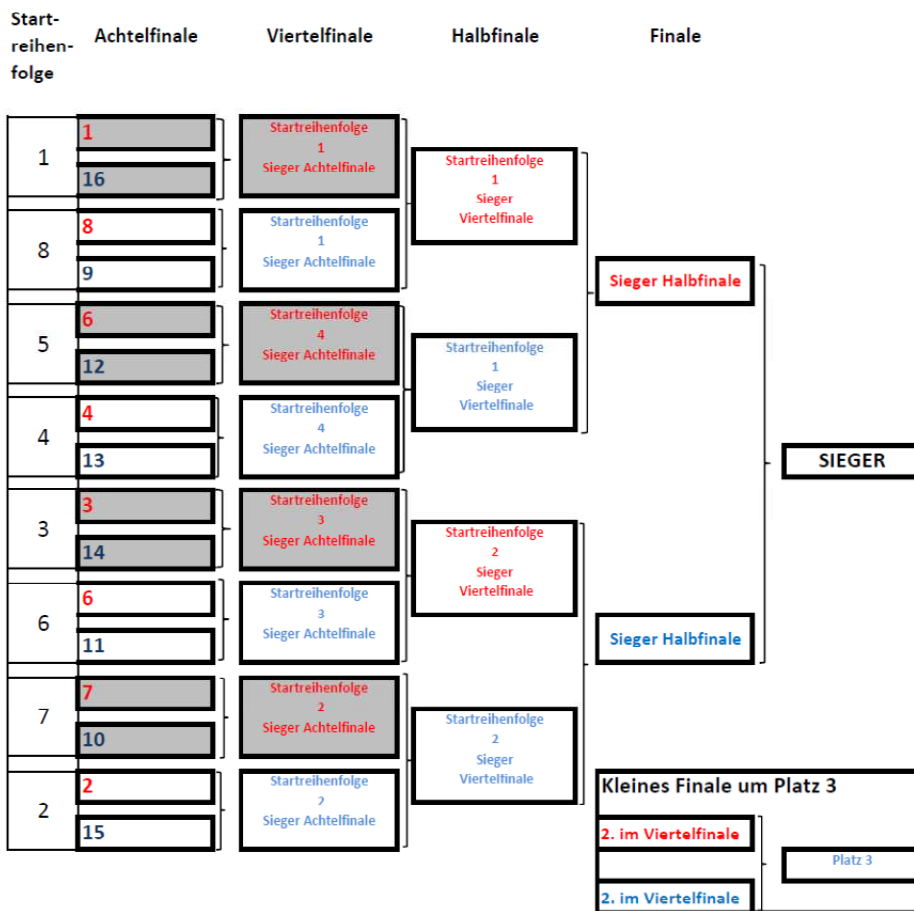 Start-
reihen-
folge
Achtelfinale
Viertelfinale
Halbfinale
Finale
1
1
16
Startreihenfolge
1
Sieger Achtelfinale
8
8
9
Startreihenfolge
1
Sieger Achtelfinale
Startreihenfolge
1
Sieger
Viertelfinale
5
6
12
Startreihenfolge
4
Sieger Achtelfinale
4
4
13
Startreihenfolge
4
Sieger Achtelfinale
Startreihenfolge
1
Sieger
Viertelfinale
Sieger Halbfinale
3
3
14
Startreihenfolge
3
Sieger Achtelfinale
6
6
11
Startreihenfolge
3
Sieger Achtelfinale
Startreihenfolge
2
Sieger
Viertelfinale
7
7
10
Startreihenfolge
2
Sieger Achtelfinale
2
2
15
Startreihenfolge
2
Sieger Achtelfinale
Startreihenfolge
2
Sieger
Viertelfinale
Sieger Halbfinale
SIEGER
Kleines Finale um Platz 3
2. im Viertelfinale
Platz 3
2. im Viertelfinale